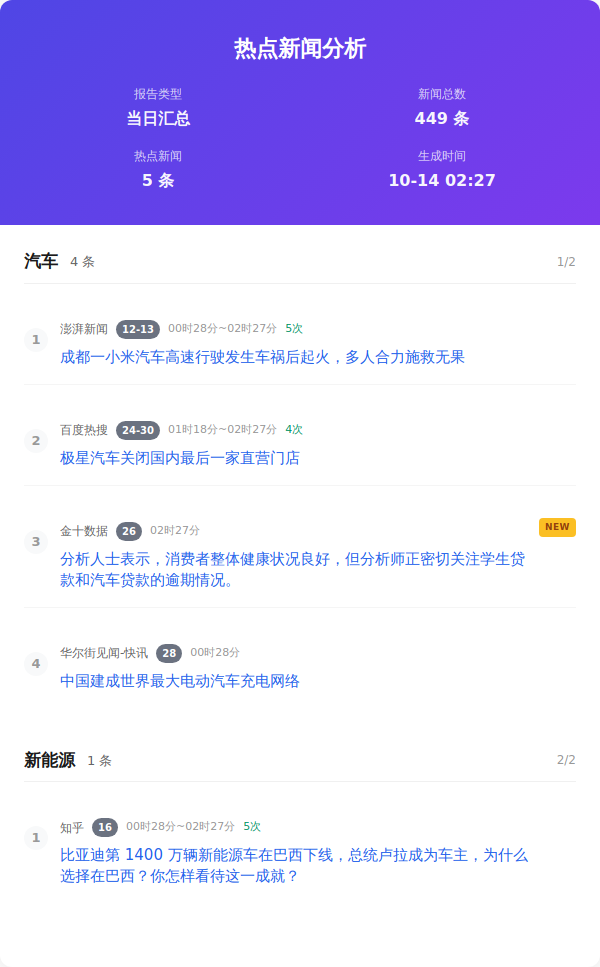 热点新闻分析
报告类型
新闻总数
当日汇总
449 条
热点新闻
生成时间
5 条
10-14 02:27
汽车 4 条 1/2
1
澎湃新闻 12-13 00时28分~02时27分 5次
成都一小米汽车高速行驶发生车祸后起火，多人合力施救无果
2
百度热搜 24-30 01时18分~02时27分 4次
极星汽车关闭国内最后一家直营门店
3
金十数据 26 02时27分 NEW
分析人士表示，消费者整体健康状况良好，但分析师正密切关注学生贷
款和汽车贷款的逾期情况。
4
华尔街见闻-快讯 28 00时28分
中国建成世界最大电动汽车充电网络
新能源 1 条 2/2
1
知乎 16 00时28分~02时27分 5次
比亚迪第 1400 万辆新能源车在巴西下线，总统卢拉成为车主，为什么
选择在巴西？你怎样看待这一成就？